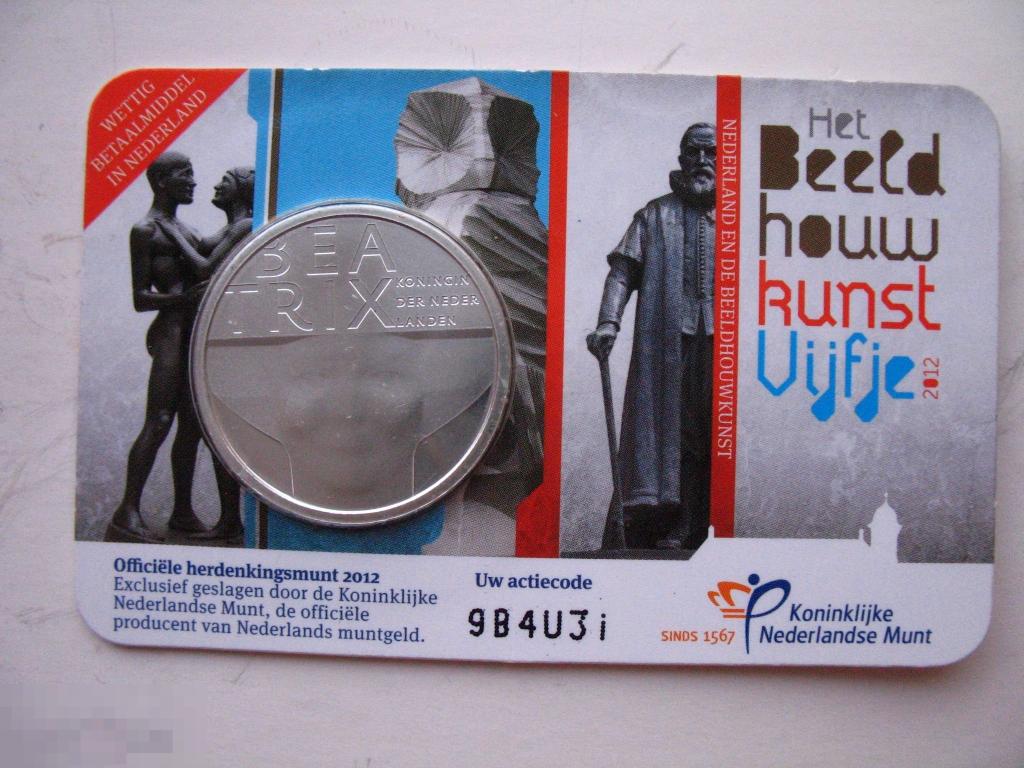 WETTIG
BETAALMIDDEL
IN NEDERLAND
BEA
TRIX
KONINGIN
DER NEDER
LANDEN
NEDERLAND EN DE BEELDHOUWKUNST
Het
Beeld
houw
kunst
Vijfje
2012
Officiële herdenkingsmunt 2012
Exclusief geslagen door de Koninklijke
Nederlandse Munt, de officiële
producent van Nederlands muntgeld.
Uw actiecode
9B4U3i
SINDS 1567
Koninklijke
Nederlandse Munt